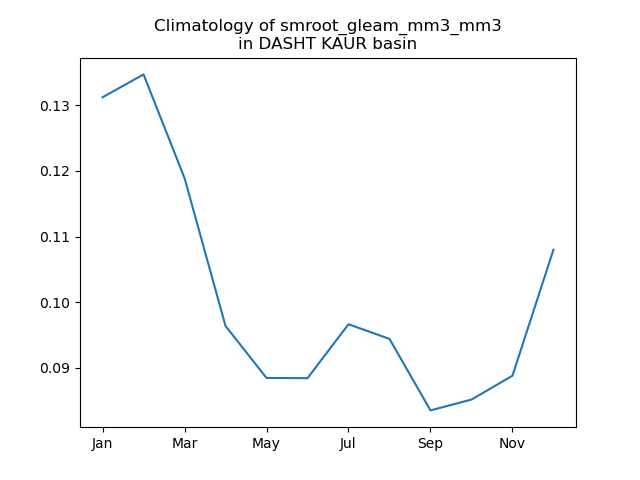 Climatology of smroot_gleam_mm3_mm3
in DASHT KAUR basin
0.13
0.12
0.11
0.10
0.09
Jan Mar May Jul Sep Nov